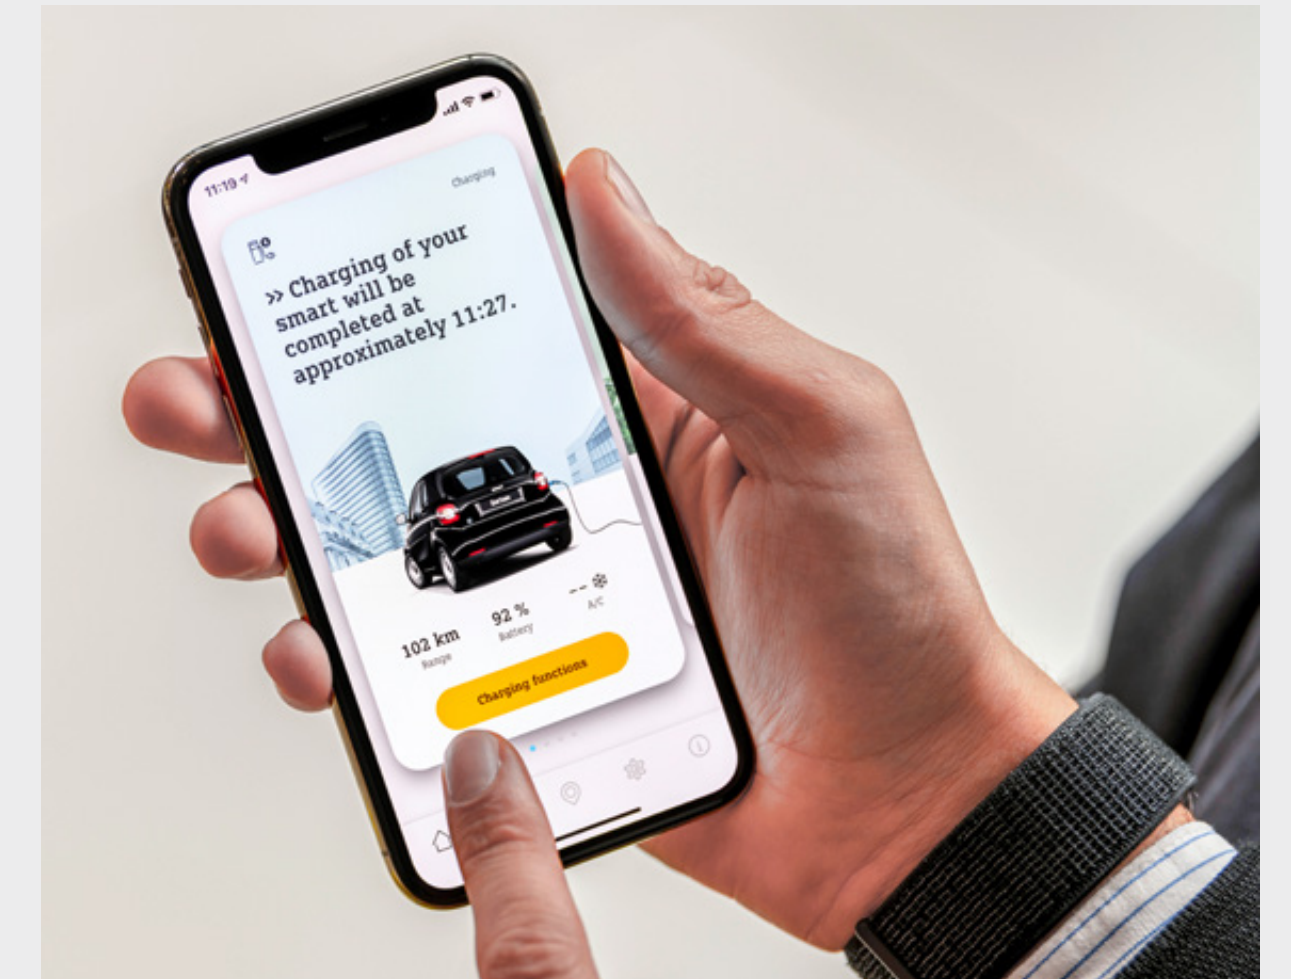 11:19
Charging
» Charging of your
smart will be
completed at
approximately 11:27.
102 km
Range
92 %
Battery
--
A/C
Charging functions